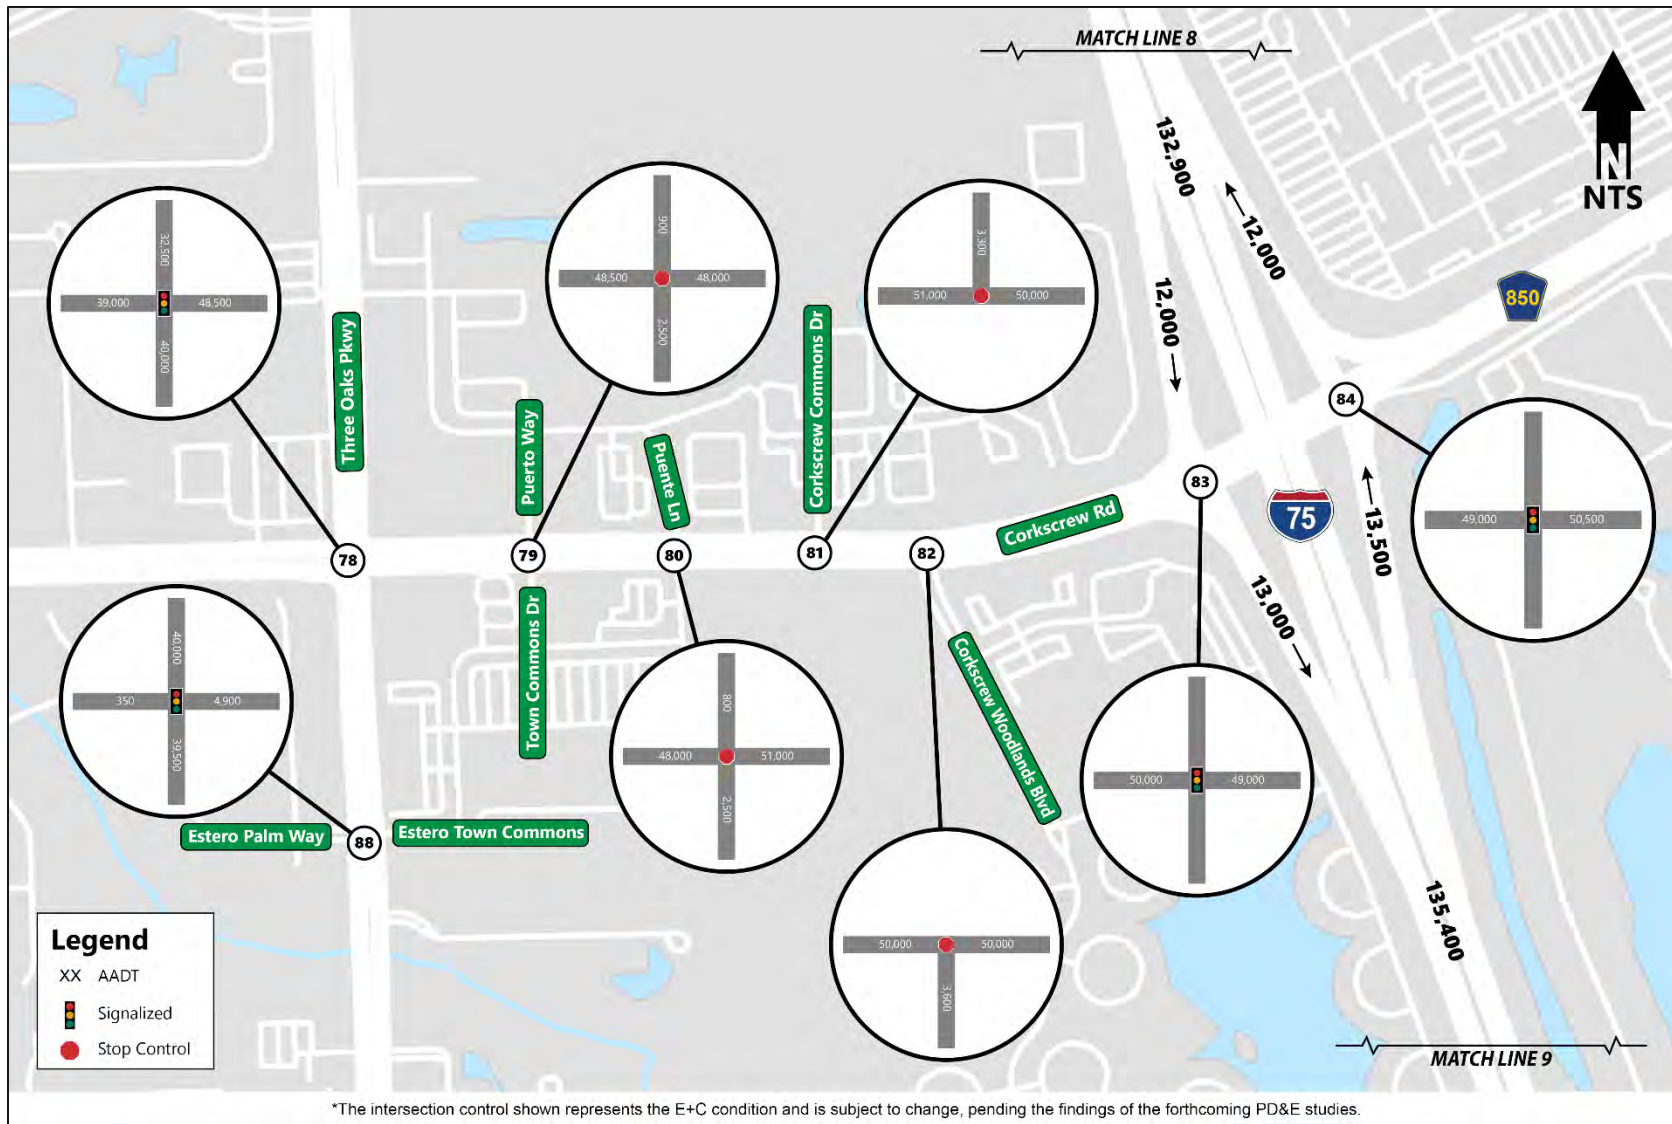 MATCH LINE 8
N
NTS
132,900
12,000
12,000
850
32,500
39,000
48,500
40,000
900
48,500
48,000
2,500
3,300
51,000
50,000
Three Oaks Pkwy
Puerto Way
Puente Ln
Corkscrew Commons Dr
Corkscrew Rd
75
84
83
78
79
80
81
82
49,000
50,500
13,500
13,000
40,000
350
4,900
39,500
Town Commons Dr
800
48,000
51,000
2,500
Corkscrew Woodlands Blvd
50,000
49,000
Estero Palm Way
88
Estero Town Commons
50,000
50,000
3,600
135,400
Legend
XX AADT
Signalized
Stop Control
MATCH LINE 9
*The intersection control shown represents the E+C condition and is subject to change, pending the findings of the forthcoming PD&E studies.